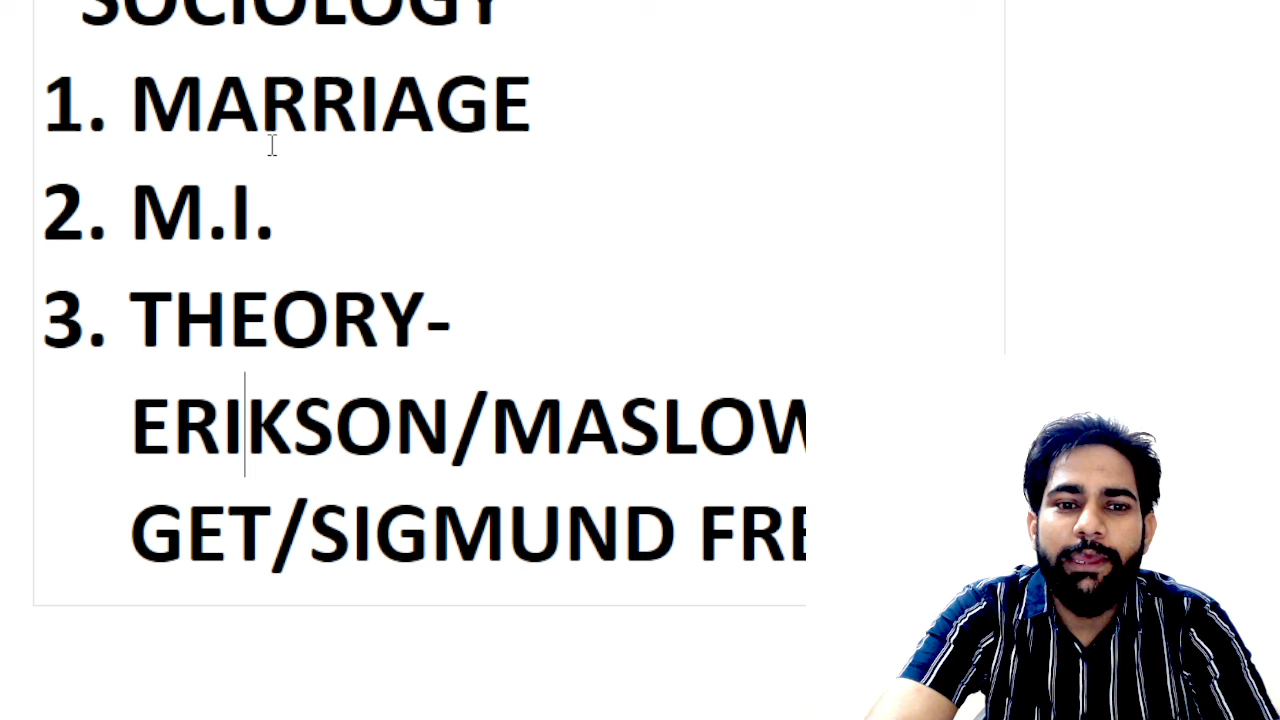 SOCIOLOGY
1. MARRIAGE
2. M.I.
3. THEORY-
ERIKSON/MASLOW
GET/SIGMUND FRE